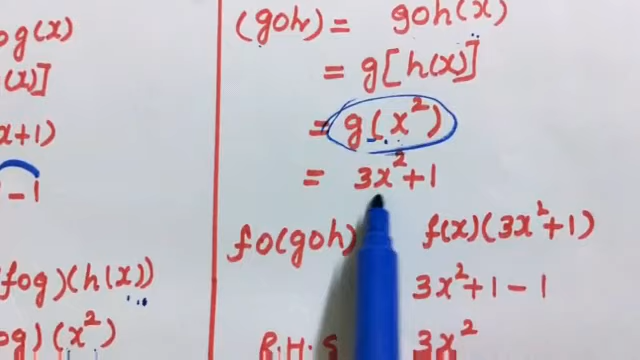 og(x)
(x)]
x+1)
-1
(fog)(h(x))
og)(x²)
(goh) = goh(x)
= g[h(x)]
= g(x²)
= 3x²+1
fo(goh) f(x)(3x²+1)
3x²+1-1
R.H.S 3x²